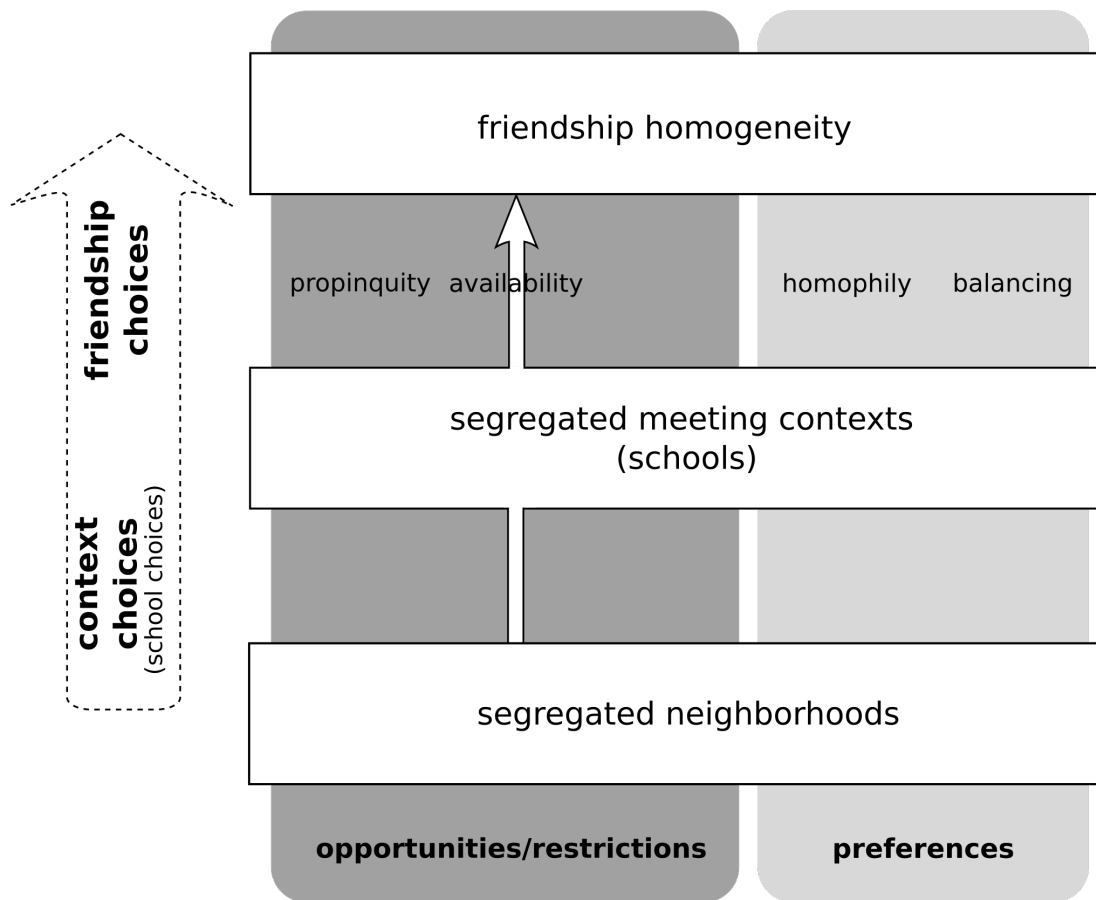 friendship homogeneity
friendship
choices
propinquity availability
homophily balancing
segregated meeting contexts
(schools)
context
choices
(school choices)
segregated neighborhoods
opportunities/restrictions
preferences